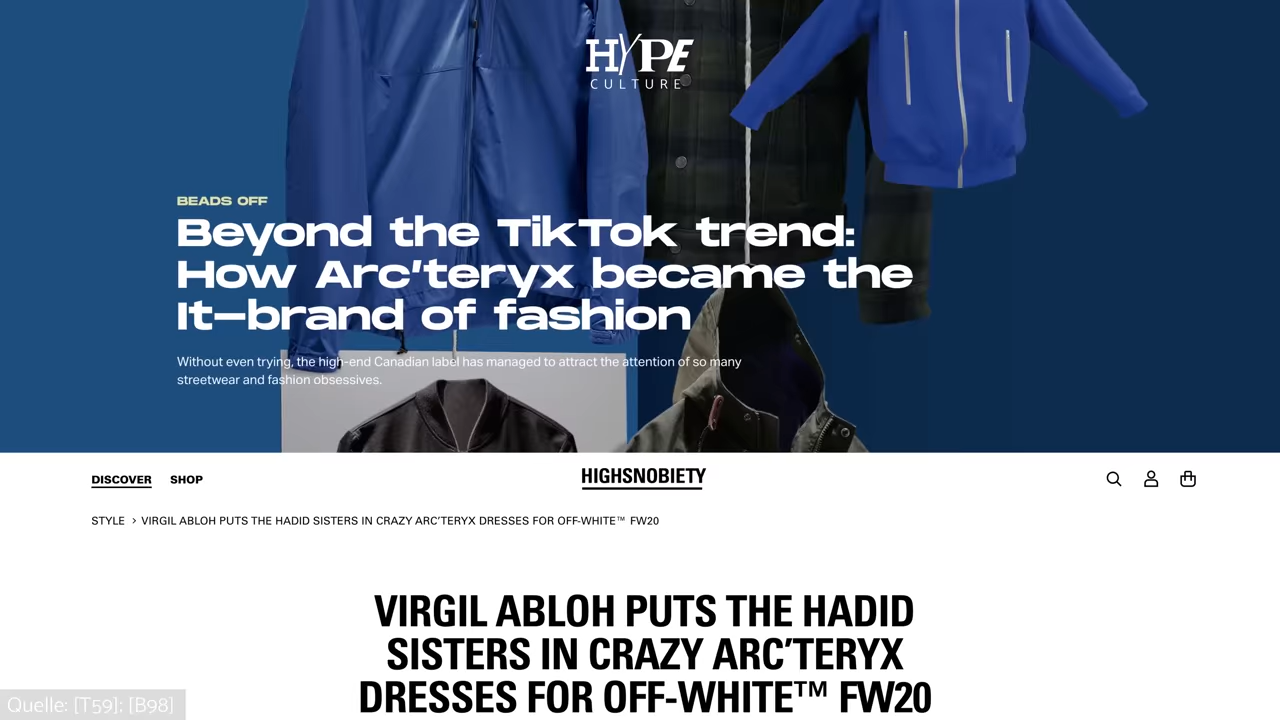 HYPE
CULTURE
BEADS OFF
Beyond the TikTok trend:
How Arc'teryx became the
It-brand of fashion
Without even trying, the high-end Canadian label has managed to attract the attention of so many
streetwear and fashion obsessives.
DISCOVER SHOP HIGHSNOBIETY
STYLE > VIRGIL ABLOH PUTS THE HADID SISTERS IN CRAZY ARC'TERYX DRESSES FOR OFF-WHITE™ FW20
VIRGIL ABLOH PUTS THE HADID
SISTERS IN CRAZY ARC'TERYX
DRESSES FOR OFF-WHITE™ FW20
Quelle: [T59]; [B98]